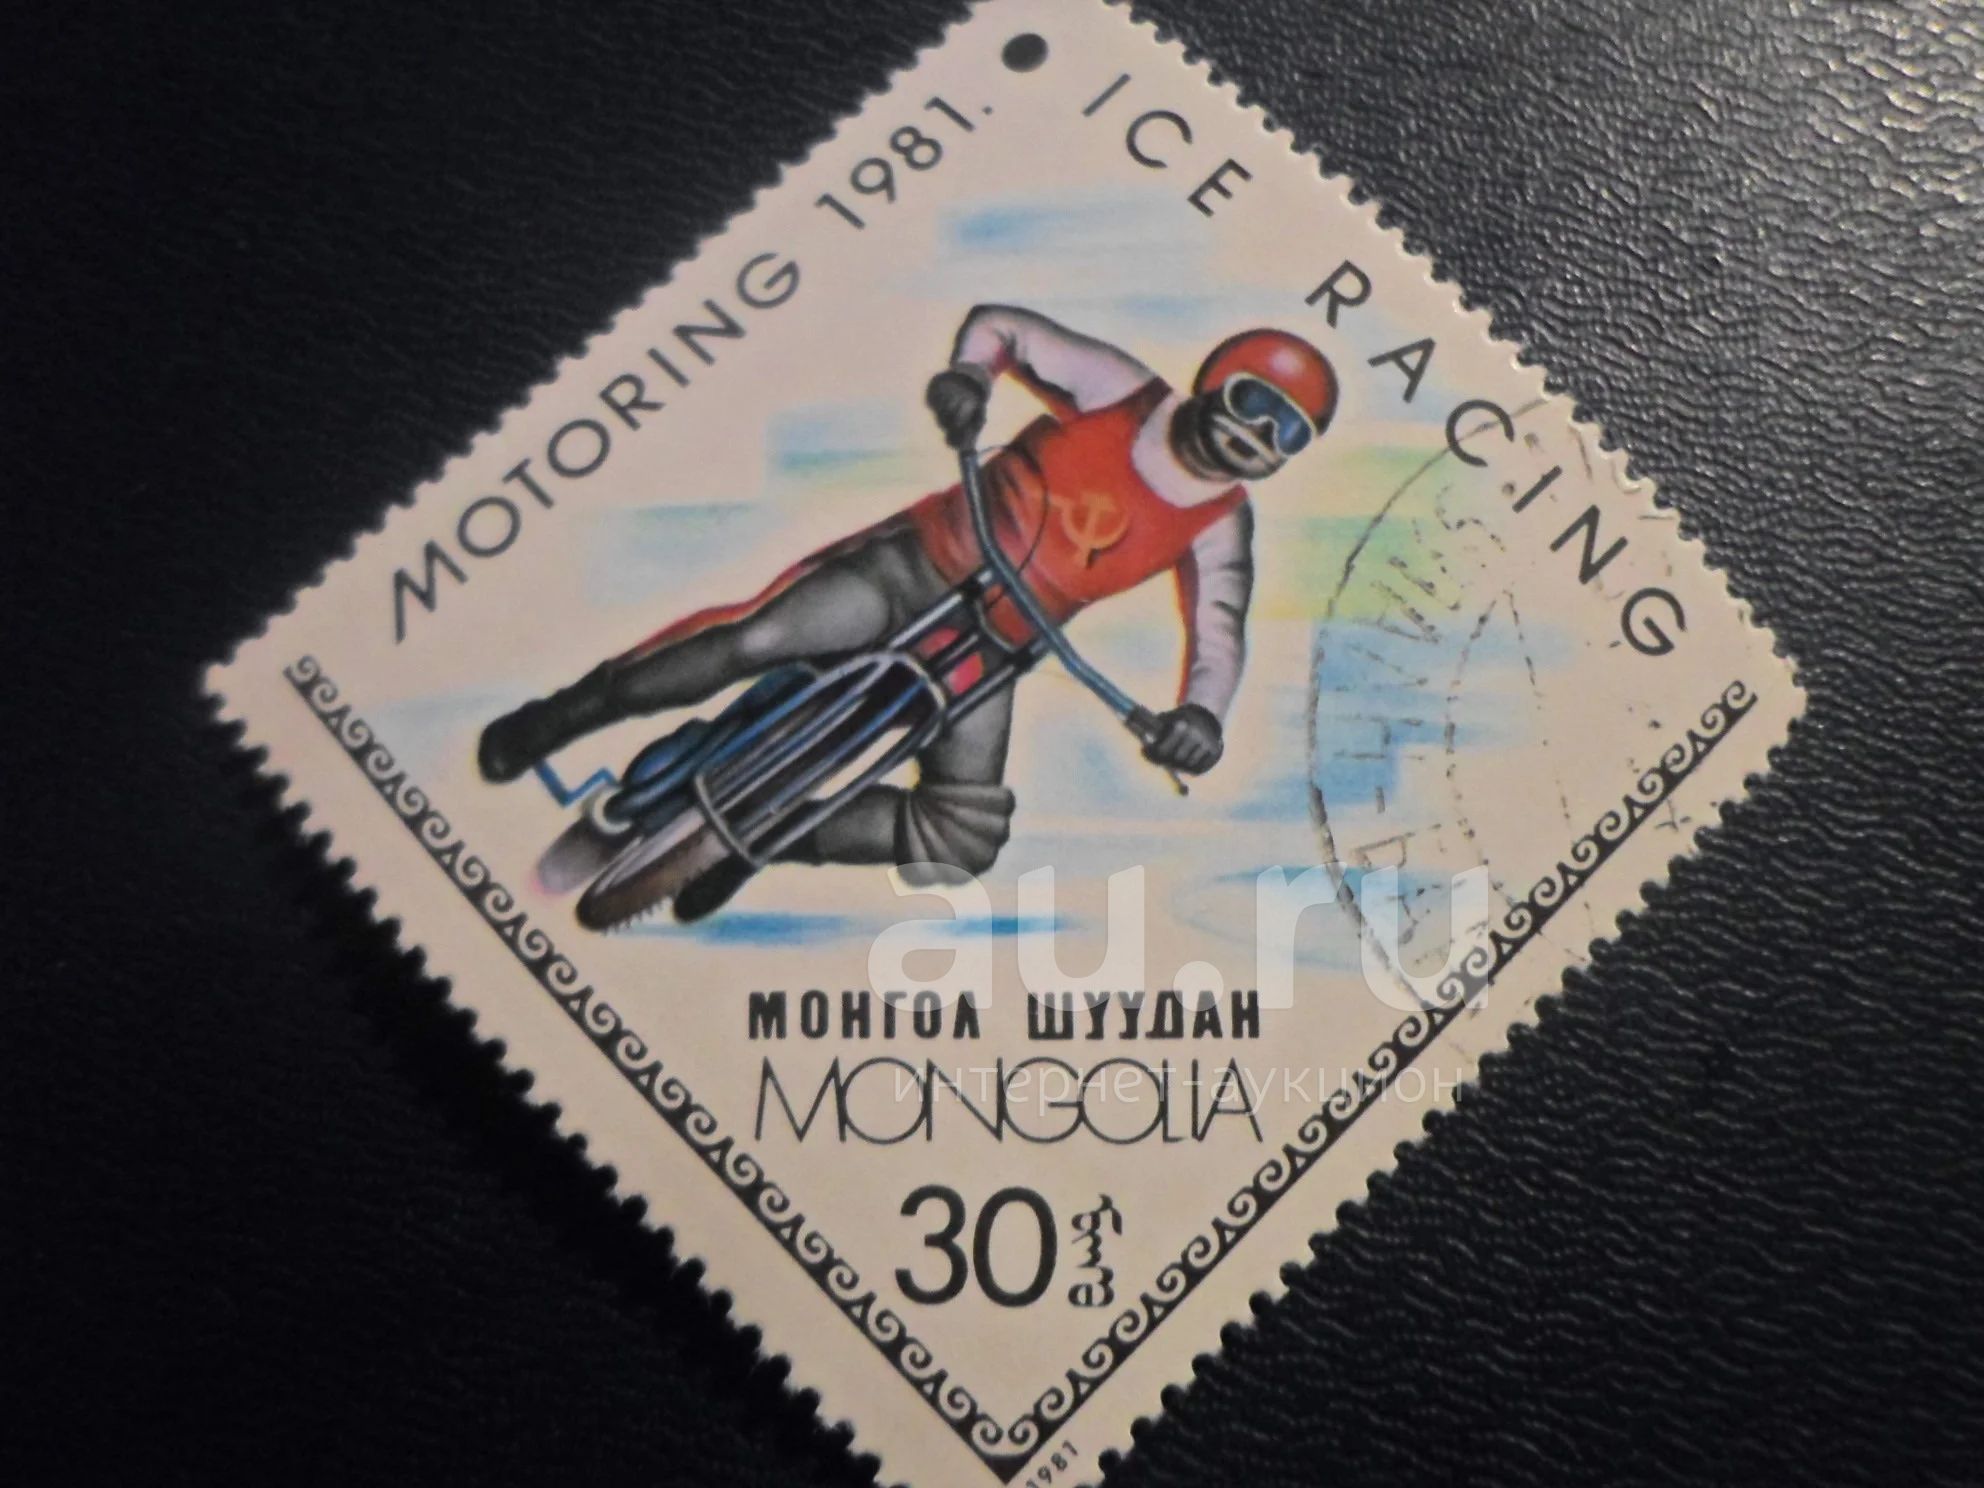 MOTORING 1981.
ICE RACING
МОНГОЛ ШУУДАН
MONGOLIA
30
1981
au.ru
интернет-аукцион